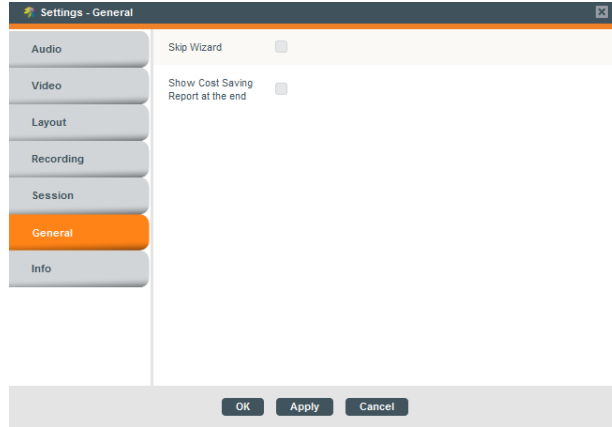 Settings - General
Audio
Skip Wizard
Video
Show Cost Saving
Report at the end
Layout
Recording
Session
General
Info
OK Apply Cancel